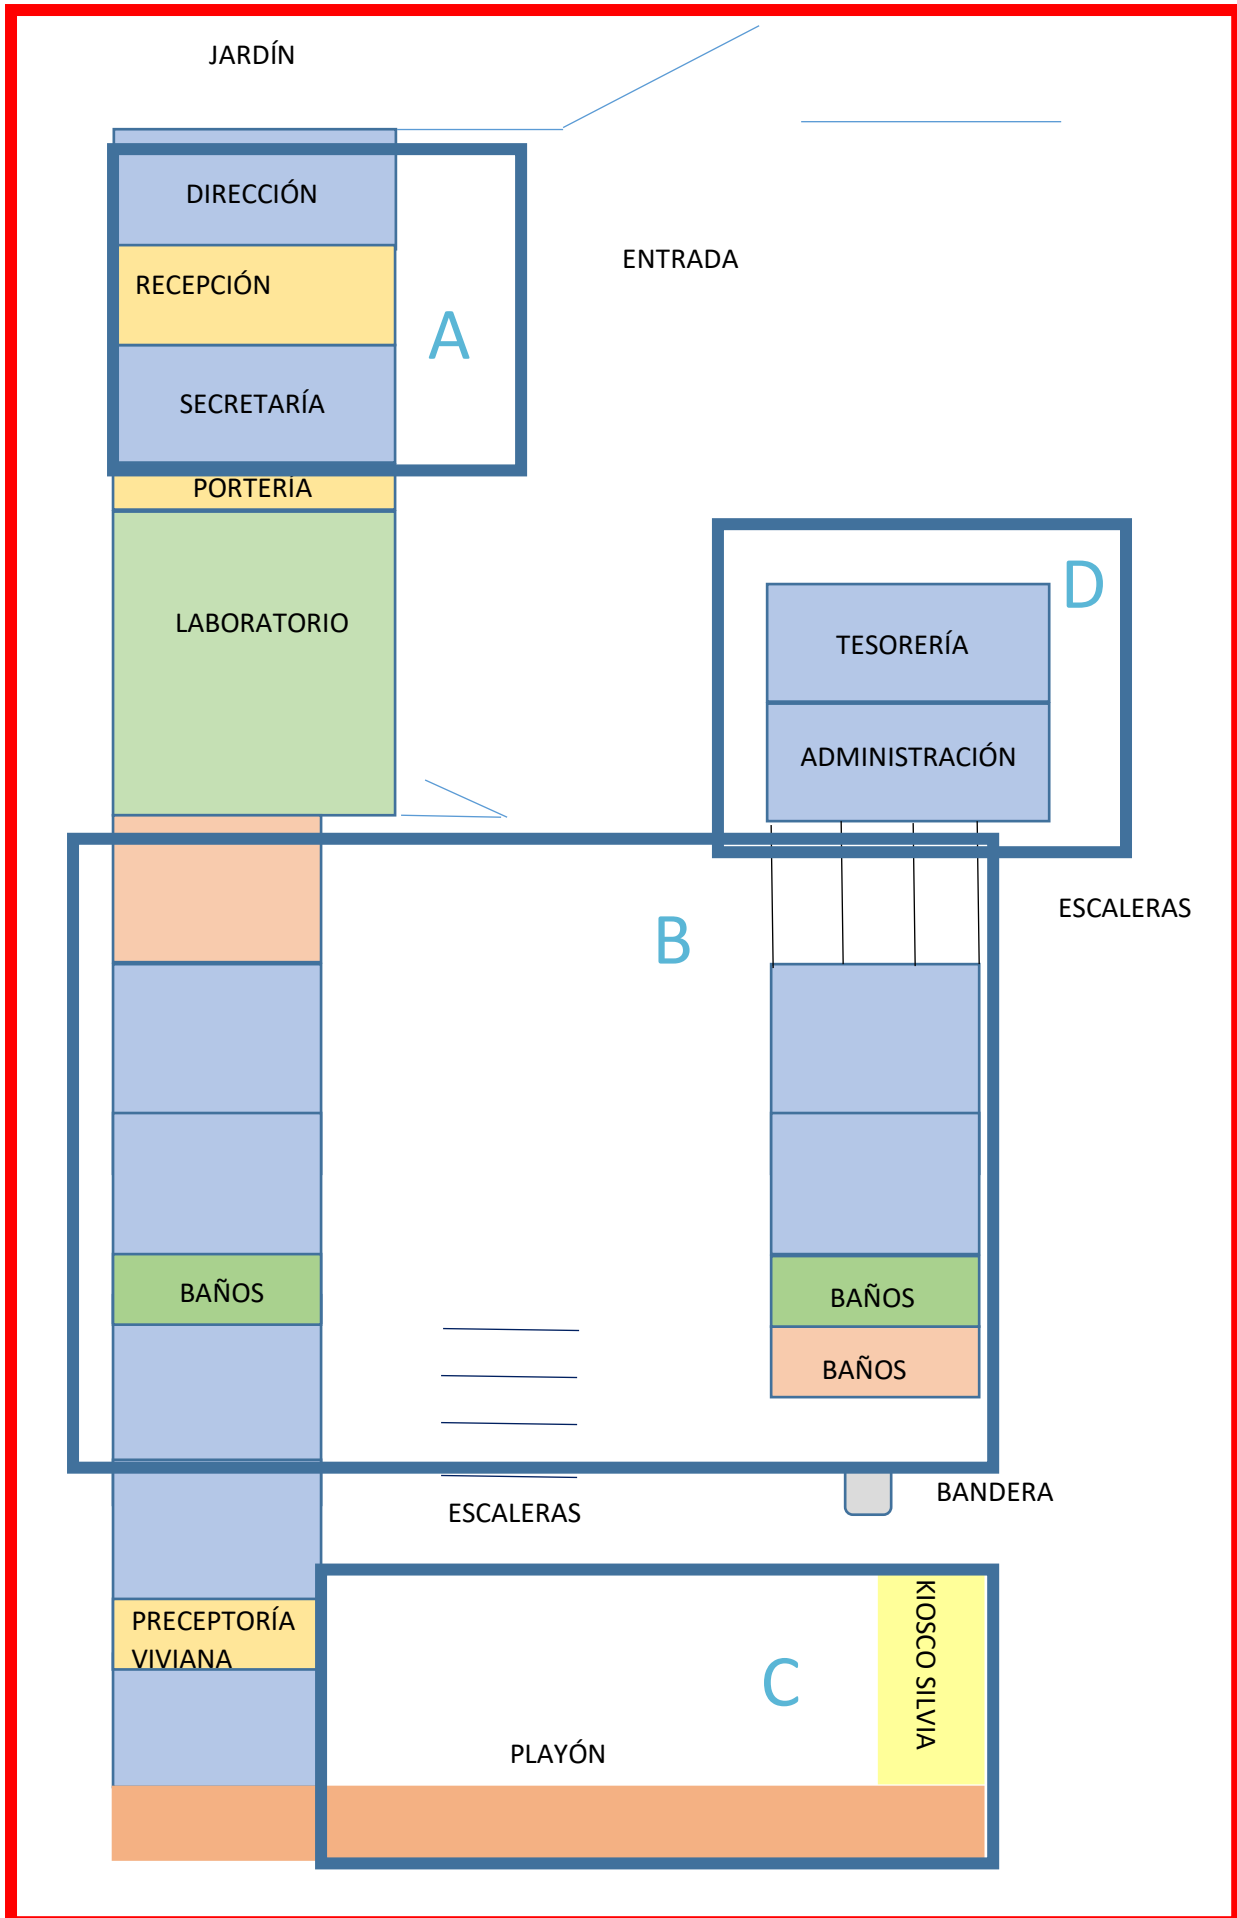 JARDÍN
DIRECCIÓN
ENTRADA
RECEPCIÓN
A
SECRETARÍA
PORTERÍA
D
LABORATORIO
TESORERÍA
ADMINISTRACIÓN
ESCALERAS
B
BAÑOS
BAÑOS
BAÑOS
BANDERA
ESCALERAS
PRECEPTORÍA
VIVIANA
KIOSCO SILVIA
C
PLAYÓN